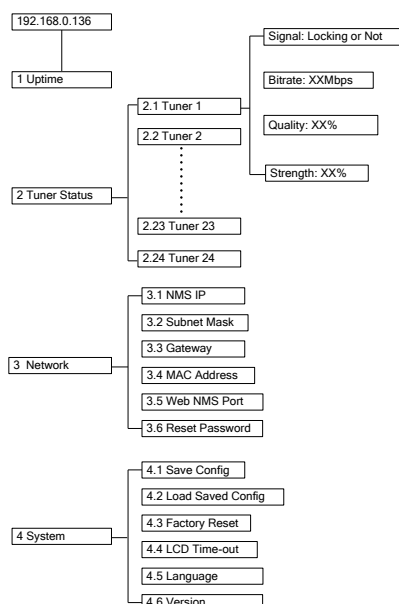 192.168.0.136
1 Uptime
2 Tuner Status
2.1 Tuner 1
2.2 Tuner 2
2.23 Tuner 23
2.24 Tuner 24
Signal: Locking or Not
Bitrate: XXMbps
Quality: XX%
Strength: XX%
3 Network
3.1 NMS IP
3.2 Subnet Mask
3.3 Gateway
3.4 MAC Address
3.5 Web NMS Port
3.6 Reset Password
4 System
4.1 Save Config
4.2 Load Saved Config
4.3 Factory Reset
4.4 LCD Time-out
4.5 Language
4.6 Version